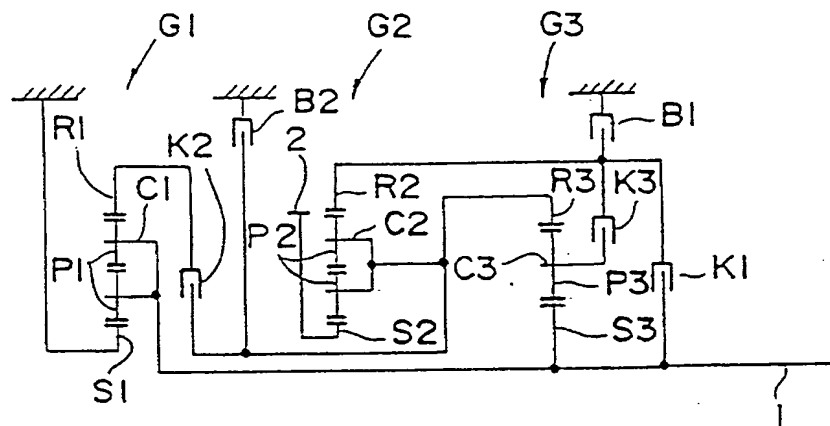 G1 G2 G3
B2 B1
R1 K2 2
C1 R2 R3 K3
P2 C2
P1 C3 K1
P3
S2 S3
S1
1